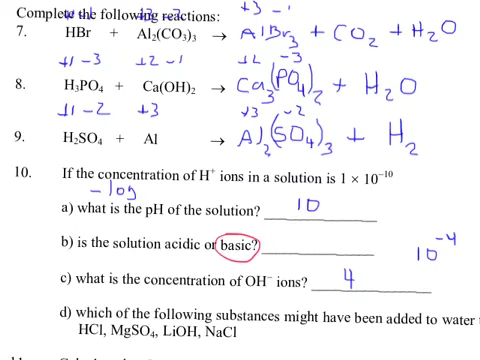 Complete the following reactions:
+3 -1
7. HBr + Al₂(CO₃)₃ → AlBr₃ + CO₂ + H₂O
+1 -3 +2 -1 +2 -3
8. H₃PO₄ + Ca(OH)₂ → Ca₃(PO₄)₂ + H₂O
+1 -2 +3 +3 -2
9. H₂SO₄ + Al → Al₂(SO₄)₃ + H₂
10. If the concentration of H⁺ ions in a solution is 1 × 10⁻¹⁰
-log
a) what is the pH of the solution? 10
b) is the solution acidic or basic? 10⁻⁴
c) what is the concentration of OH⁻ ions? 4
d) which of the following substances might have been added to water
HCl, MgSO₄, LiOH, NaCl